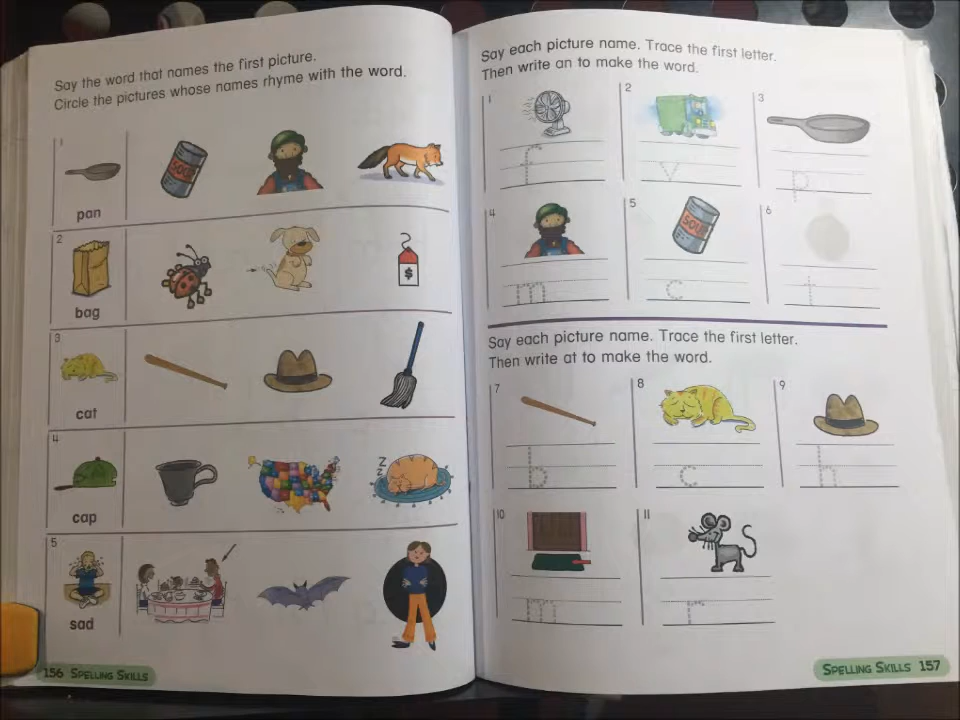 Say the word that names the first picture.
Circle the pictures whose names rhyme with the word.
1
SOUP
pan
2
$
bag
3
cat
4
Z Z Z
cap
5
sad
156 SPELLING SKILLS
Say each picture name. Trace the first letter.
Then write an to make the word.
1
2
3
f
v
p
4
5
6
SOUP
m
c
t
Say each picture name. Trace the first letter.
Then write at to make the word.
7
8
9
b
c
h
10
11
m
r
SPELLING SKILLS 157